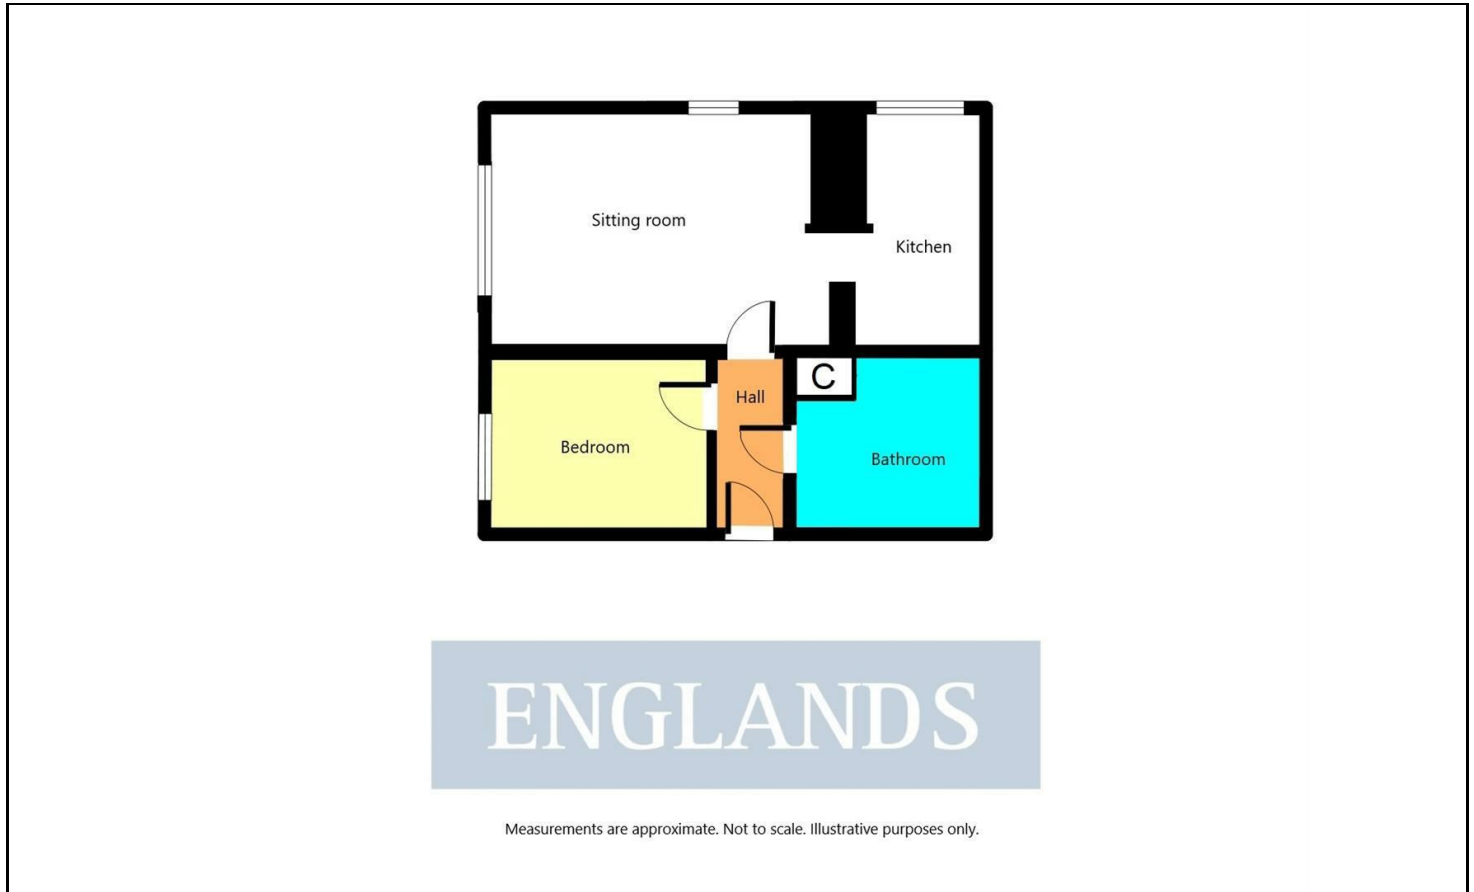 Sitting room
Kitchen
Hall
C
Bedroom
Bathroom
ENGLANDS
Measurements are approximate. Not to scale. Illustrative purposes only.